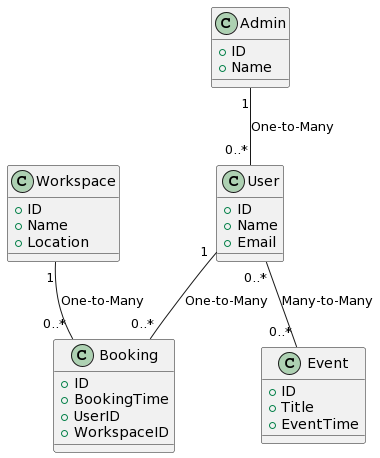 C Admin
ID
Name
1
One-to-Many
0..*
C Workspace
ID
Name
Location
C User
ID
Name
Email
1
One-to-Many
0..*
1
One-to-Many
0..*
0..*
Many-to-Many
0..*
C Booking
ID
BookingTime
UserID
WorkspaceID
C Event
ID
Title
EventTime